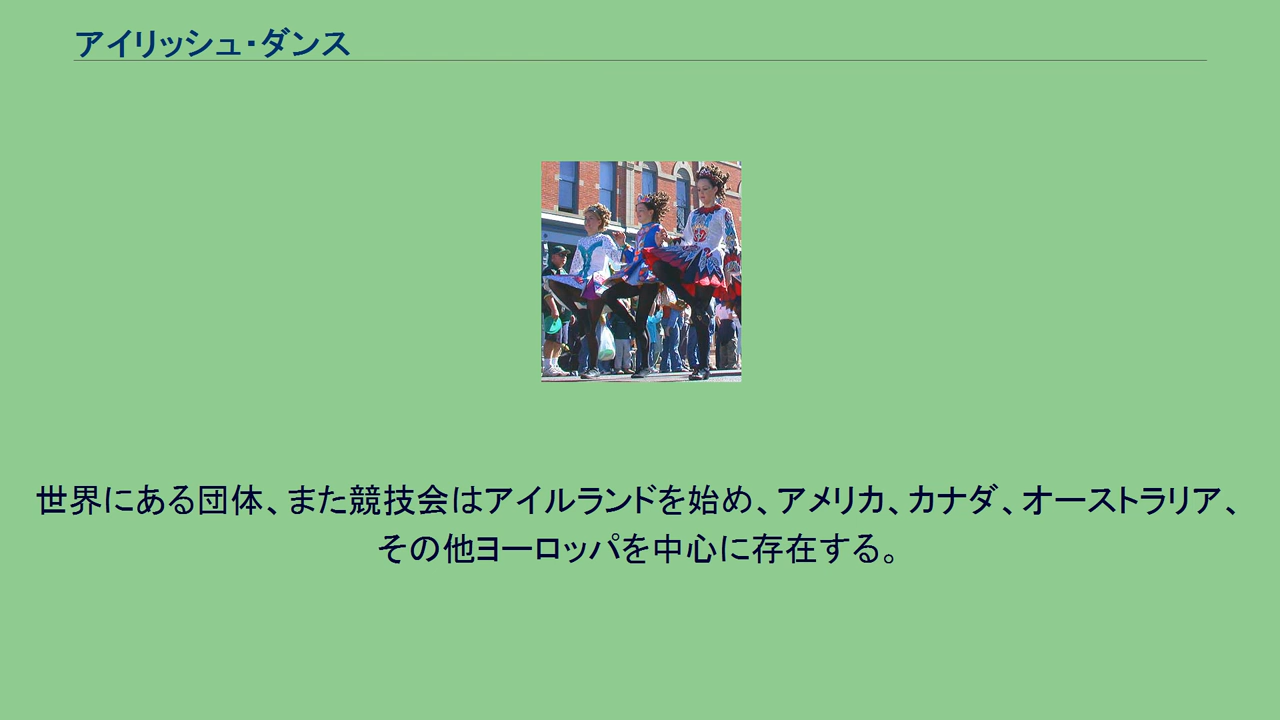 アイリッシュ・ダンス
世界にある団体、また競技会はアイルランドを始め、アメリカ、カナダ、オーストラリア、
その他ヨーロッパを中心に存在する。